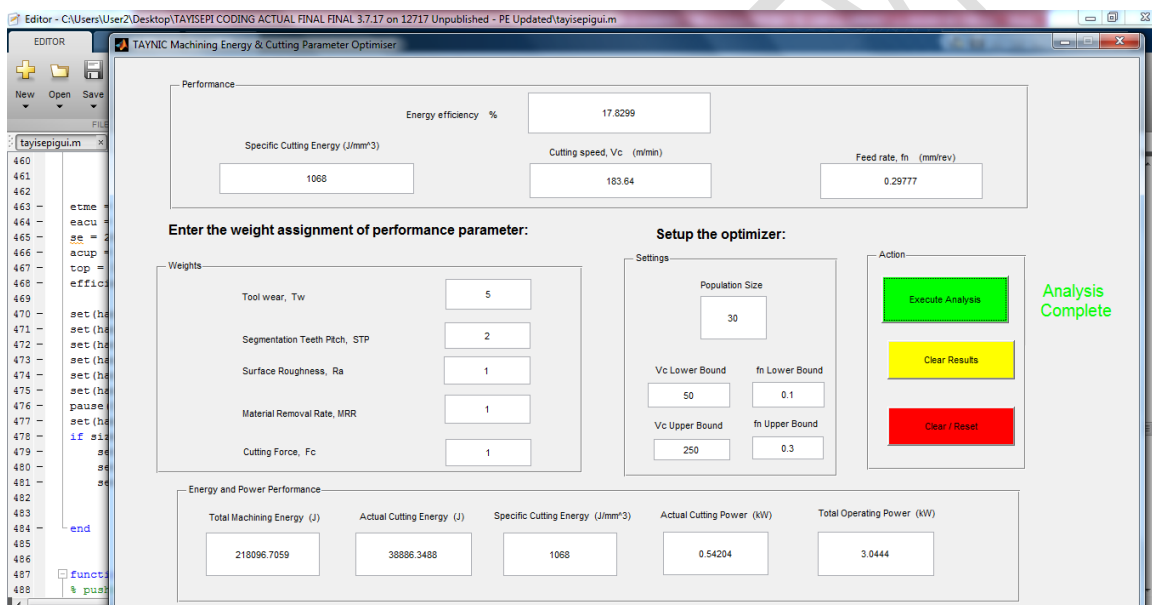 Editor - C:\Users\User2\Desktop\TAYISEPI CODING ACTUAL FINAL FINAL 3.7.17 on 12717 Unpublished - PE Updated\tayisepigui.m
EDITOR
TAYNIC Machining Energy & Cutting Parameter Optimiser
New Open Save
FILE
tayisepigui.m ×
460
461
462
463 − etme =
464 − eacu =
465 − se = 2
466 − acup =
467 − top =
468 − effici
469
470 − set(ha
471 − set(ha
472 − set(ha
473 − set(ha
474 − set(ha
475 − set(ha
476 − pause(
477 − set(ha
478 − if siz
479 − se
480 − se
481 − se
482
483
484 − end
485
486
487 functi
488 % push
Performance
Energy efficiency %
17.8299
Specific Cutting Energy (J/mm^3)
Cutting speed, Vc (m/min)
Feed rate, fn (mm/rev)
1068
183.64
0.29777
Enter the weight assignment of performance parameter:
Setup the optimizer:
Weights
Tool wear, Tw
5
Segmentation Teeth Pitch, STP
2
Surface Roughness, Ra
1
Material Removal Rate, MRR
1
Cutting Force, Fc
1
Settings
Population Size
30
Vc Lower Bound
fn Lower Bound
50
0.1
Vc Upper Bound
fn Upper Bound
250
0.3
Action
Execute Analysis
Clear Results
Clear / Reset
Analysis
Complete
Energy and Power Performance
Total Machining Energy (J)
Actual Cutting Energy (J)
Specific Cutting Energy (J/mm^3)
Actual Cutting Power (kW)
Total Operating Power (kW)
218096.7059
38886.3488
1068
0.54204
3.0444